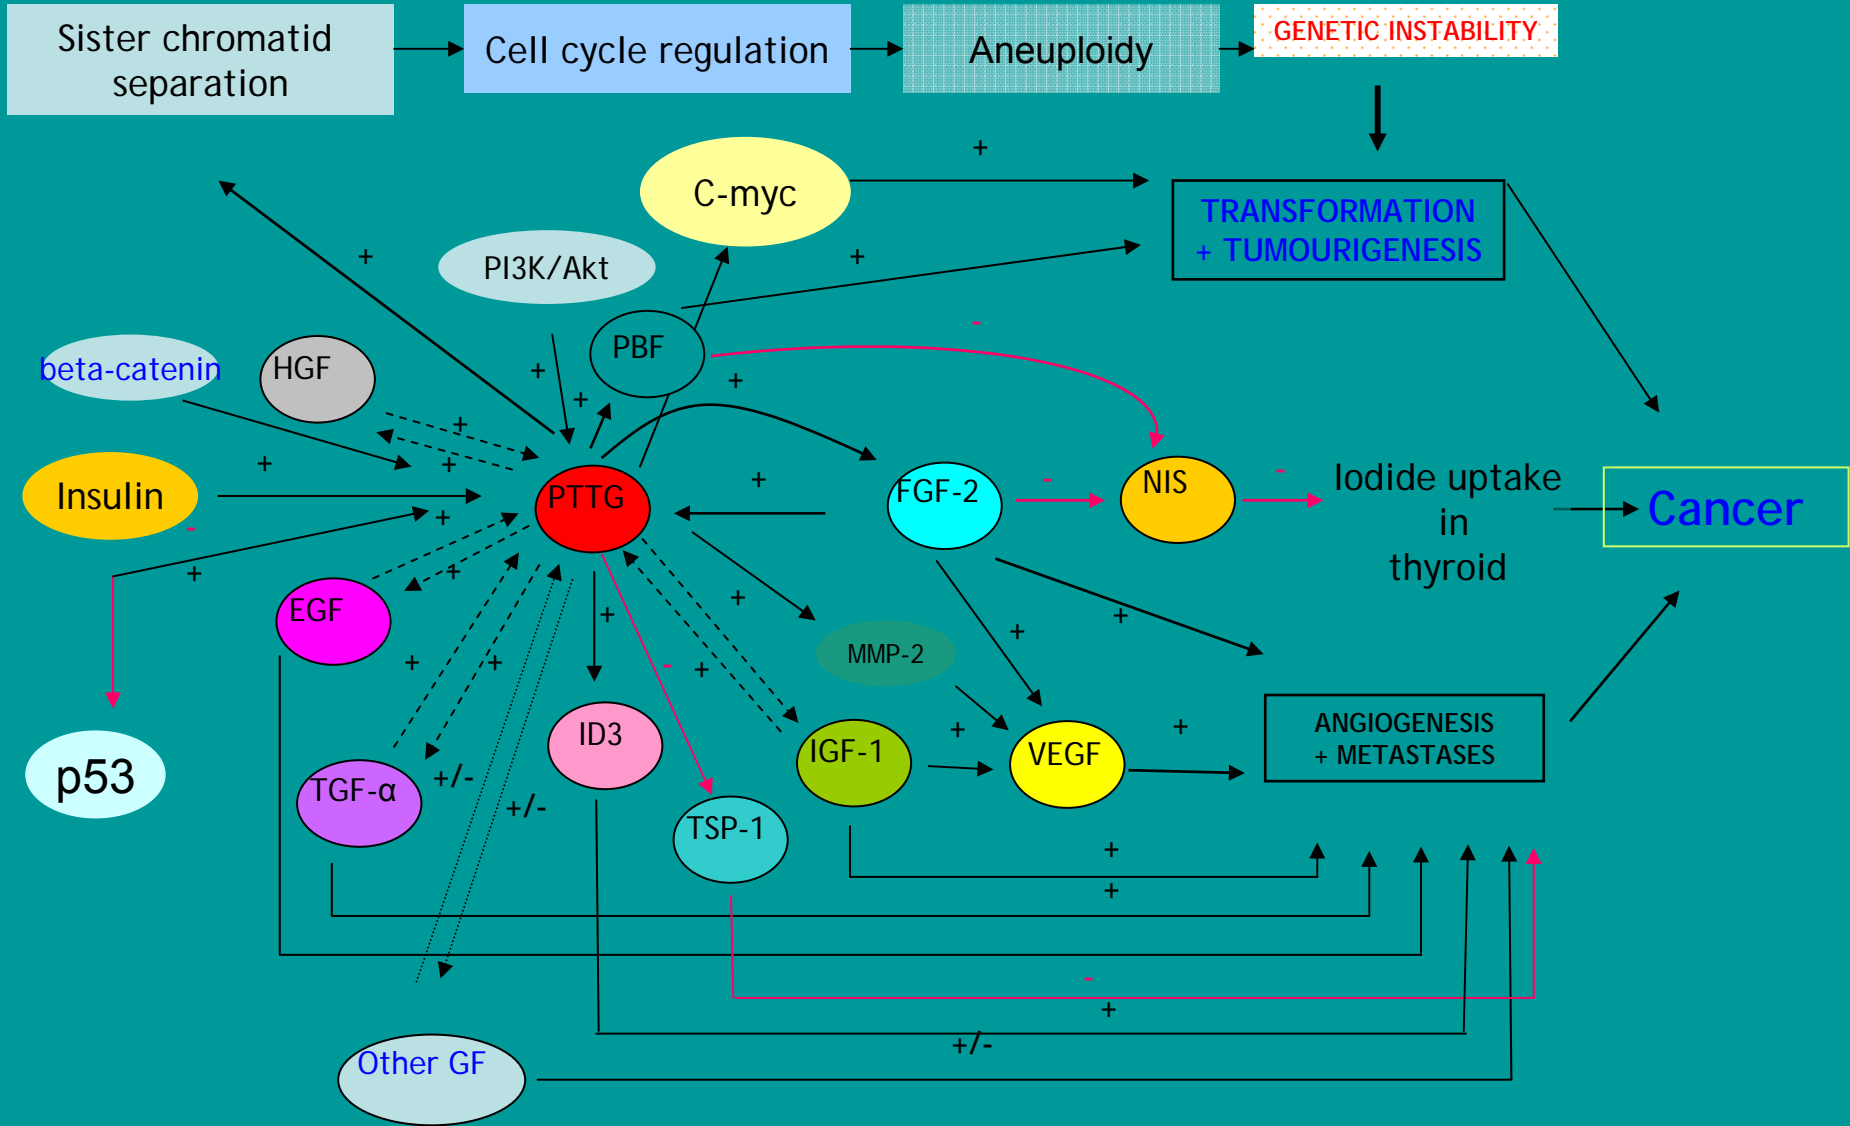 Sister chromatid
separation
Cell cycle regulation
Aneuploidy
GENETIC INSTABILITY
+
C-myc
TRANSFORMATION
+ TUMOURIGENESIS
+
PI3K/Akt
+
PBF
-
beta-catenin
HGF
+
+
+
+
+
Insulin
+
-
+
+
PTTG
+
FGF-2
-
NIS
-
Iodide uptake
in
thyroid
Cancer
+
+
EGF
+
+
+
+
+
MMP-2
+
-
+
p53
TGF-α
+/-
+/-
ID3
TSP-1
IGF-1
+
VEGF
+
ANGIOGENESIS
+ METASTASES
+
+
-
+
+/-
Other GF